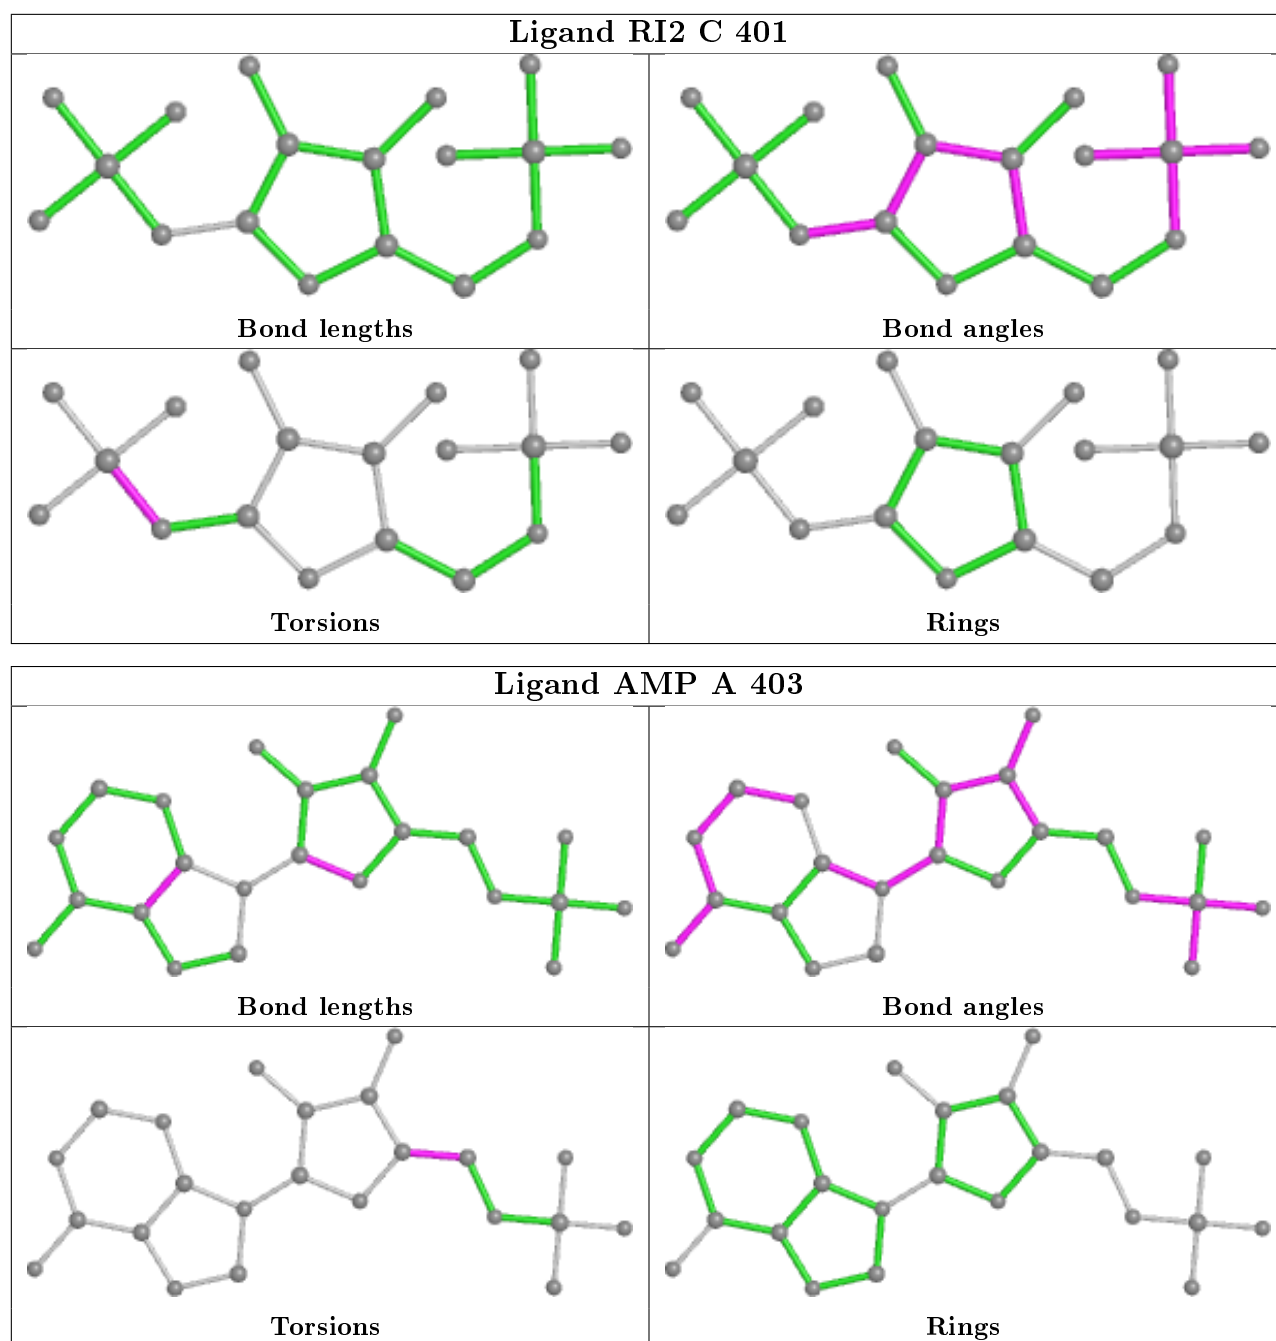 Ligand RI2 C 401
Bond lengths
Bond angles
Torsions
Rings
Ligand AMP A 403
Bond lengths
Bond angles
Torsions
Rings